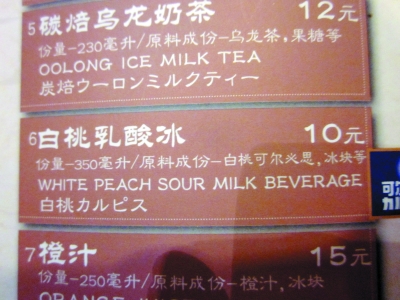 5 碳焙乌龙奶茶 12元
份量-230毫升/原料成份-乌龙茶,果糖等
OOLONG ICE MILK TEA
炭焙ウーロンミルクティー
6 白桃乳酸冰 10元
份量-350毫升/原料成份-白桃可尔必思,冰块等
WHITE PEACH SOUR MILK BEVERAGE
白桃カルピス
7 橙汁 15元
份量-250毫升/原料成份-橙汁,冰块